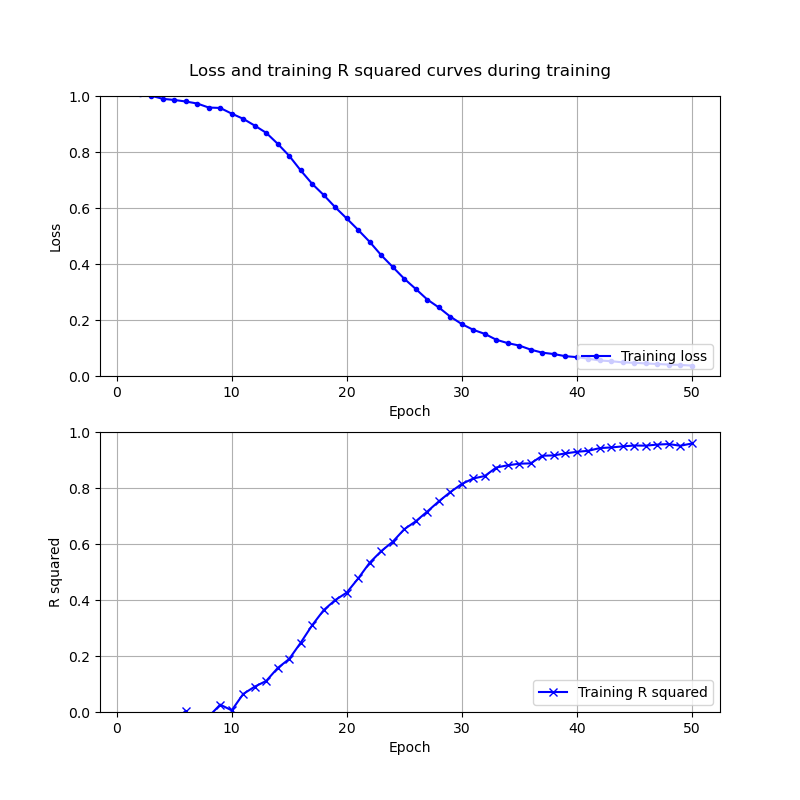 Loss and training R squared curves during training
1.0
0.8
0.6
0.4
0.2
0.0
Loss
Training loss
0 10 20 30 40 50
Epoch
1.0
0.8
0.6
0.4
0.2
0.0
R squared
Training R squared
0 10 20 30 40 50
Epoch